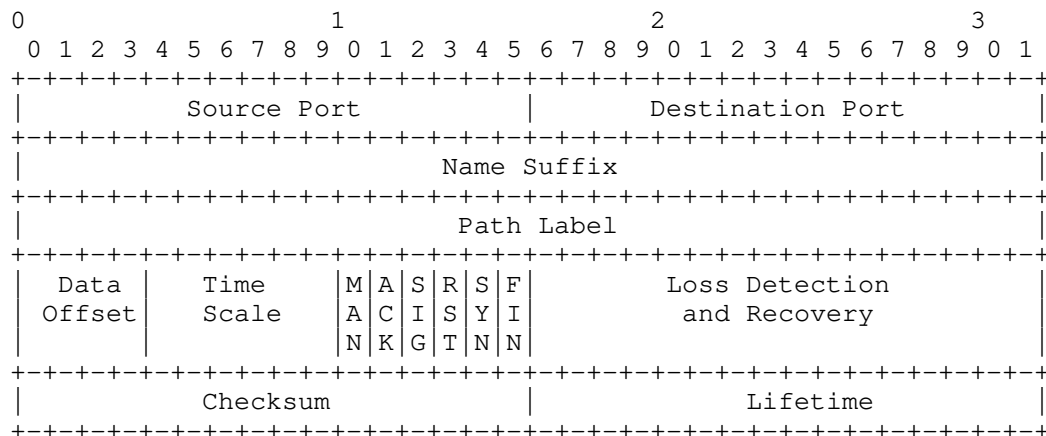 0                   1                   2                   3
 0 1 2 3 4 5 6 7 8 9 0 1 2 3 4 5 6 7 8 9 0 1 2 3 4 5 6 7 8 9 0 1
+-+-+-+-+-+-+-+-+-+-+-+-+-+-+-+-+-+-+-+-+-+-+-+-+-+-+-+-+-+-+-+-+
|          Source Port          |       Destination Port        |
+-+-+-+-+-+-+-+-+-+-+-+-+-+-+-+-+-+-+-+-+-+-+-+-+-+-+-+-+-+-+-+-+
|                          Name Suffix                          |
+-+-+-+-+-+-+-+-+-+-+-+-+-+-+-+-+-+-+-+-+-+-+-+-+-+-+-+-+-+-+-+-+
|                           Path Label                          |
+-+-+-+-+-+-+-+-+-+-+-+-+-+-+-+-+-+-+-+-+-+-+-+-+-+-+-+-+-+-+-+-+
|  Data |   Time    |M|A|S|R|S|F|        Loss Detection         |
| Offset|   Scale   |A|C|I|S|Y|I|         and Recovery          |
|       |           |N|K|G|T|N|N|                               |
+-+-+-+-+-+-+-+-+-+-+-+-+-+-+-+-+-+-+-+-+-+-+-+-+-+-+-+-+-+-+-+-+
|           Checksum            |             Lifetime          |
+-+-+-+-+-+-+-+-+-+-+-+-+-+-+-+-+-+-+-+-+-+-+-+-+-+-+-+-+-+-+-+-+